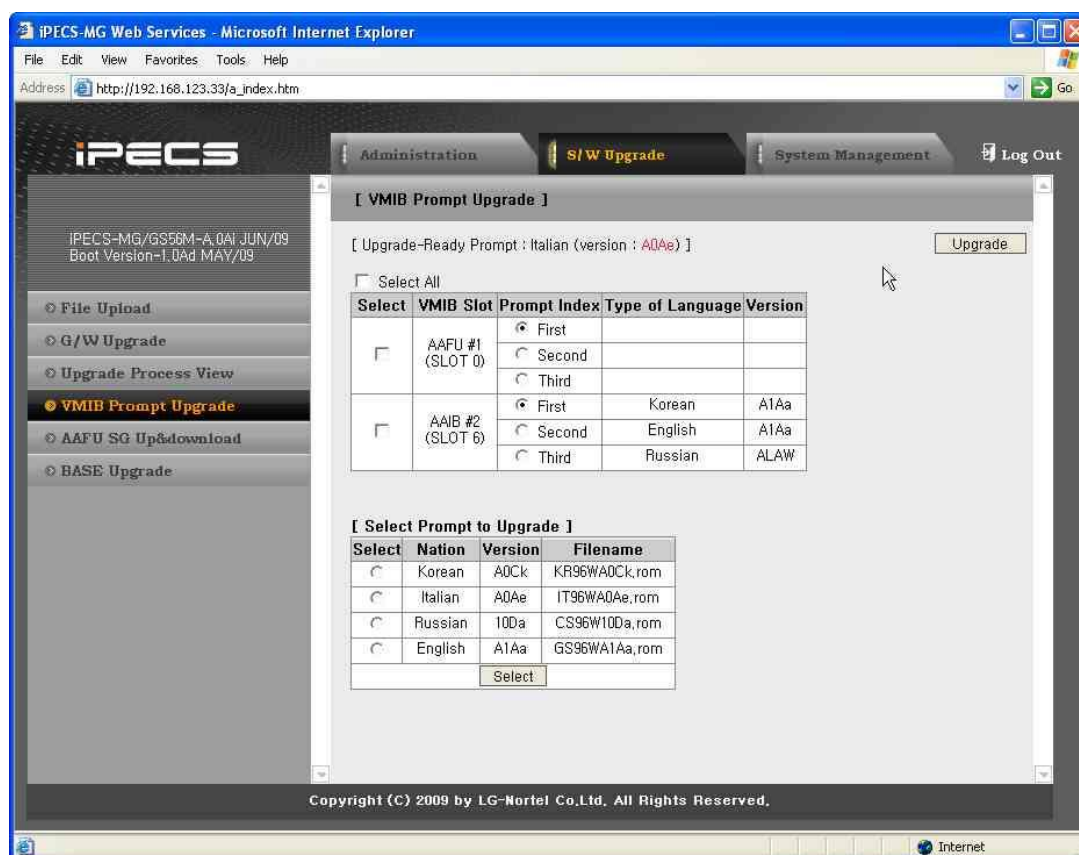 iPECS-MG Web Services - Microsoft Internet Explorer
File Edit View Favorites Tools Help
Address http://192.168.123.33/a_index.htm Go
iPECS
Administration S/W Upgrade System Management Log Out
iPECS-MG/GS56M-A.0Ai JUN/09
Boot Version-1.0Ad MAY/09
File Upload
G/W Upgrade
Upgrade Process View
VMIB Prompt Upgrade
AAFU SG Up&download
BASE Upgrade
[ VMIB Prompt Upgrade ]
[ Upgrade-Ready Prompt : Italian (version : A0Ae) ] Upgrade
Select All
Select VMIB Slot Prompt Index Type of Language Version
AAFU #1
(SLOT 0)
First
Second
Third
AAIB #2
(SLOT 6)
First Korean A1Aa
Second English A1Aa
Third Russian ALAW
[ Select Prompt to Upgrade ]
Select Nation Version Filename
Korean A0Ck KR96WA0Ck.rom
Italian A0Ae IT96WA0Ae.rom
Russian 10Da CS96W10Da.rom
English A1Aa GS96WA1Aa.rom
Select
Copyright (C) 2009 by LG-Nortel Co.Ltd. All Rights Reserved.
Internet